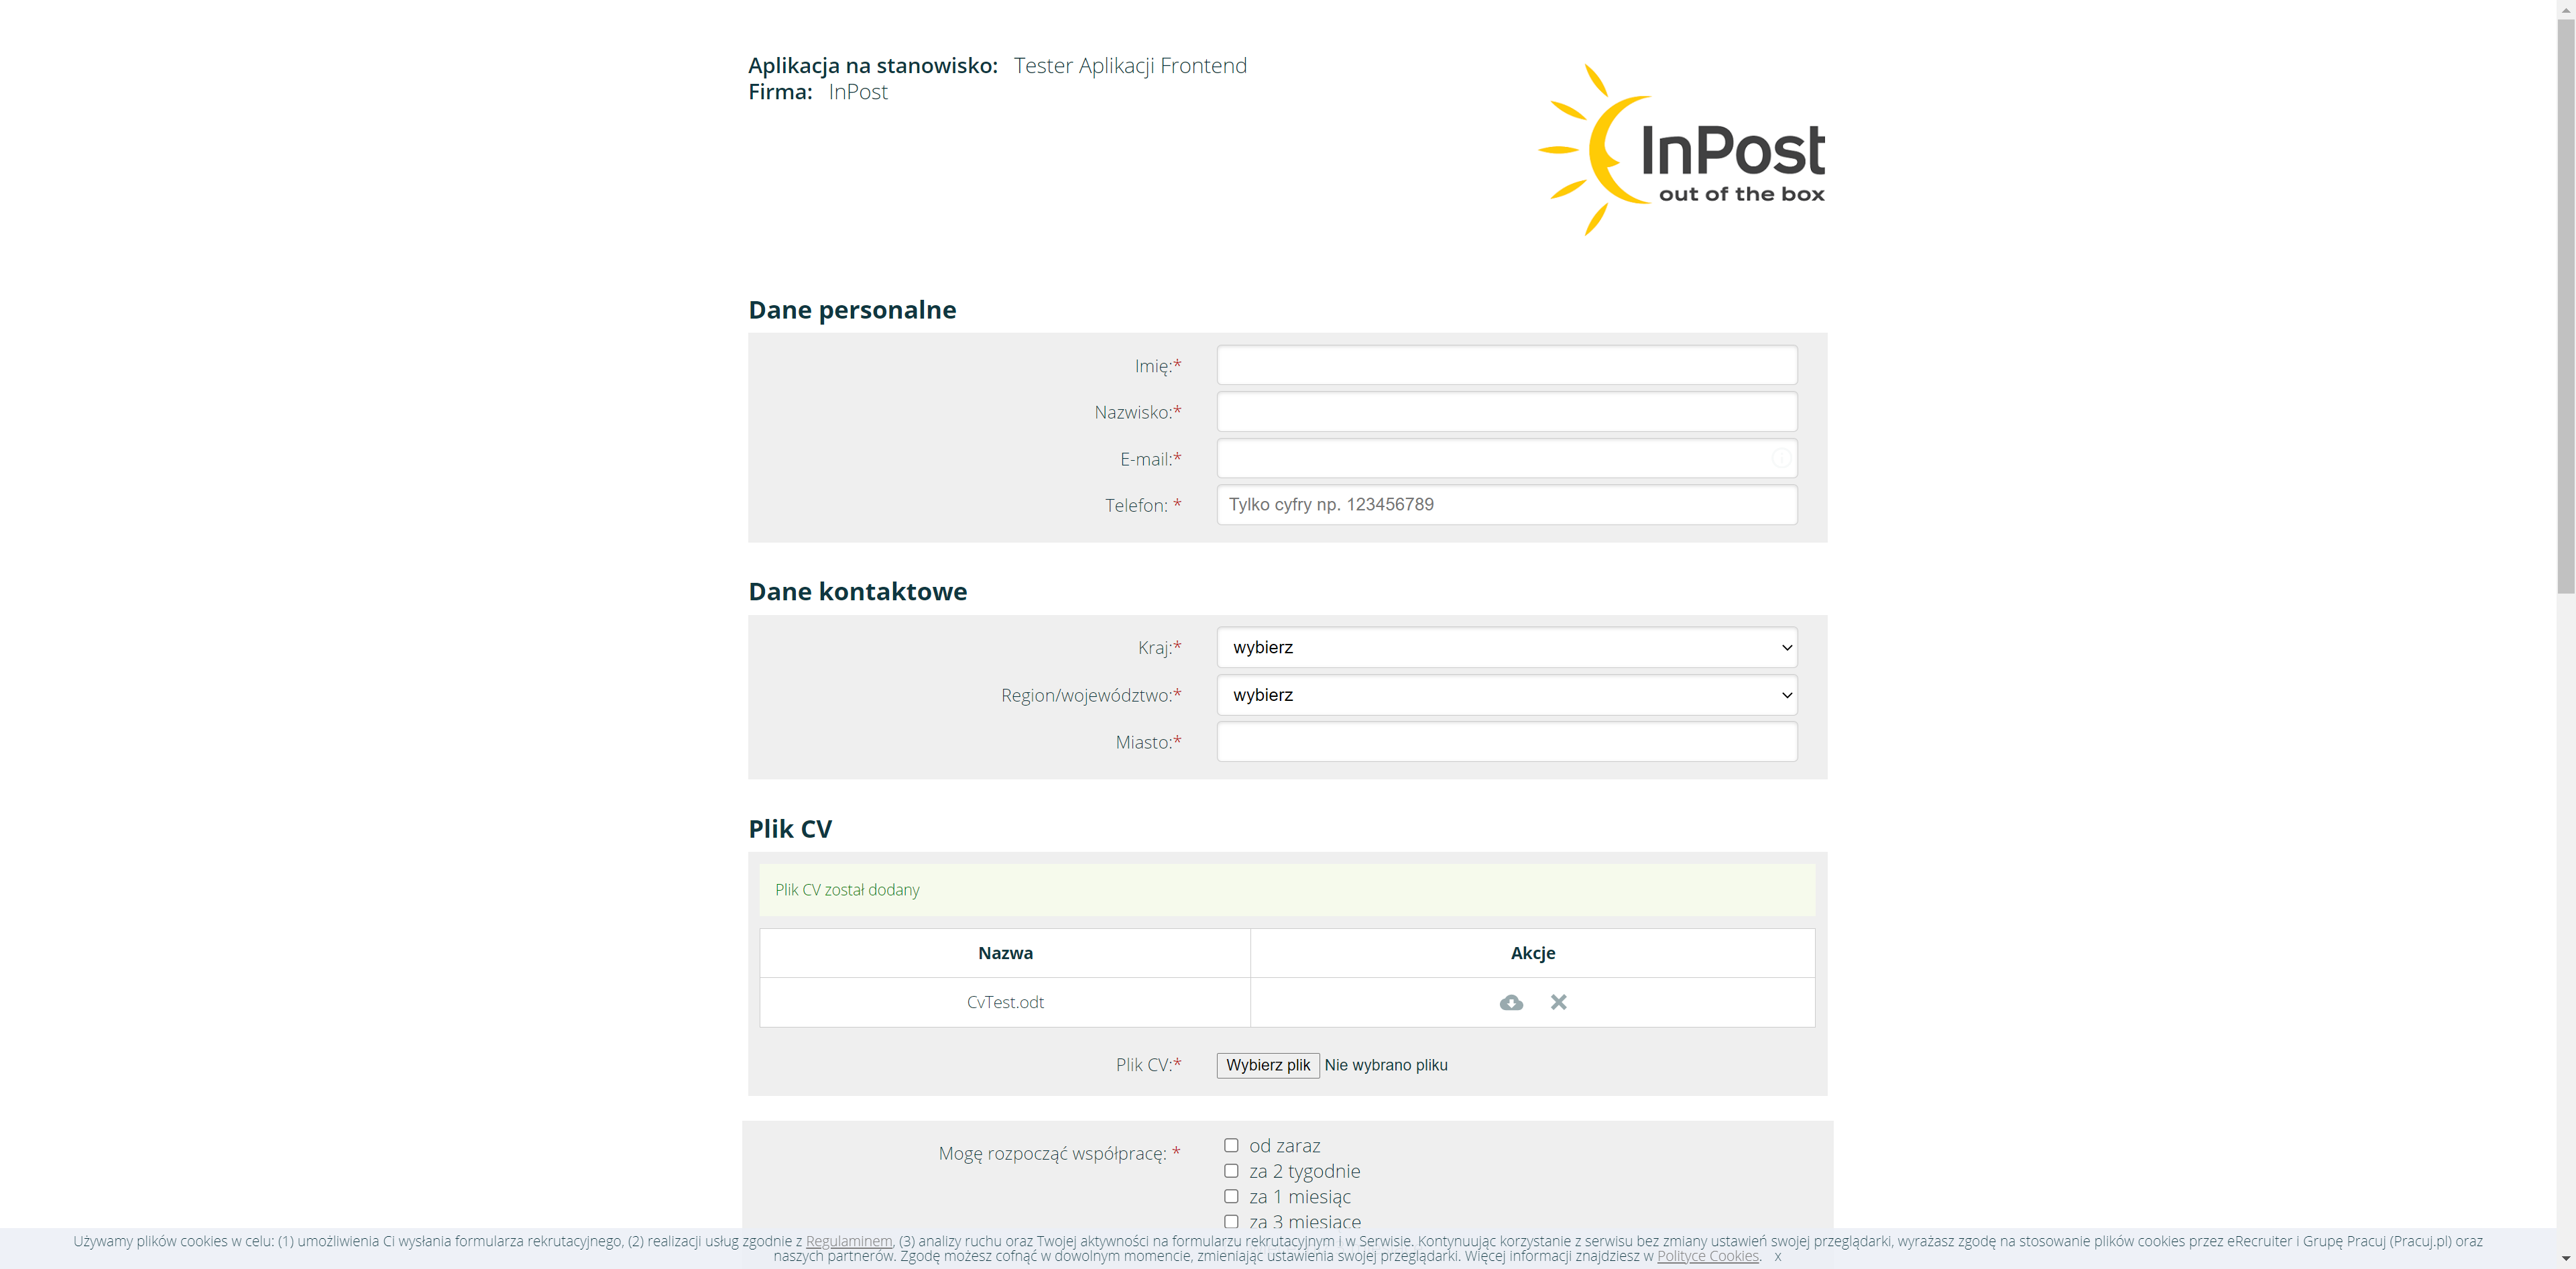 Aplikacja na stanowisko: Tester Aplikacji Frontend
Firma: InPost
InPost
out of the box
Dane personalne
Imię:*
Nazwisko:*
E-mail:*
Telefon: * Tylko cyfry np. 123456789
Dane kontaktowe
Kraj:* wybierz
Region/województwo:* wybierz
Miasto:*
Plik CV
Plik CV został dodany
Nazwa Akcje
CvTest.odt
Plik CV:* Wybierz plik Nie wybrano pliku
Mogę rozpocząć współpracę: * od zaraz
za 2 tygodnie
za 1 miesiąc
za 3 miesiące
Używamy plików cookies w celu: (1) umożliwienia Ci wysłania formularza rekrutacyjnego, (2) realizacji usług zgodnie z Regulaminem, (3) analizy ruchu oraz Twojej aktywności na formularzu rekrutacyjnym i w Serwisie. Kontynuując korzystanie z serwisu bez zmiany ustawień swojej przeglądarki, wyrażasz zgodę na stosowanie plików cookies przez eRecruiter i Grupę Pracuj (Pracuj.pl) oraz
naszych partnerów. Zgodę możesz cofnąć w dowolnym momencie, zmieniając ustawienia swojej przeglądarki. Więcej informacji znajdziesz w Polityce Cookies. x